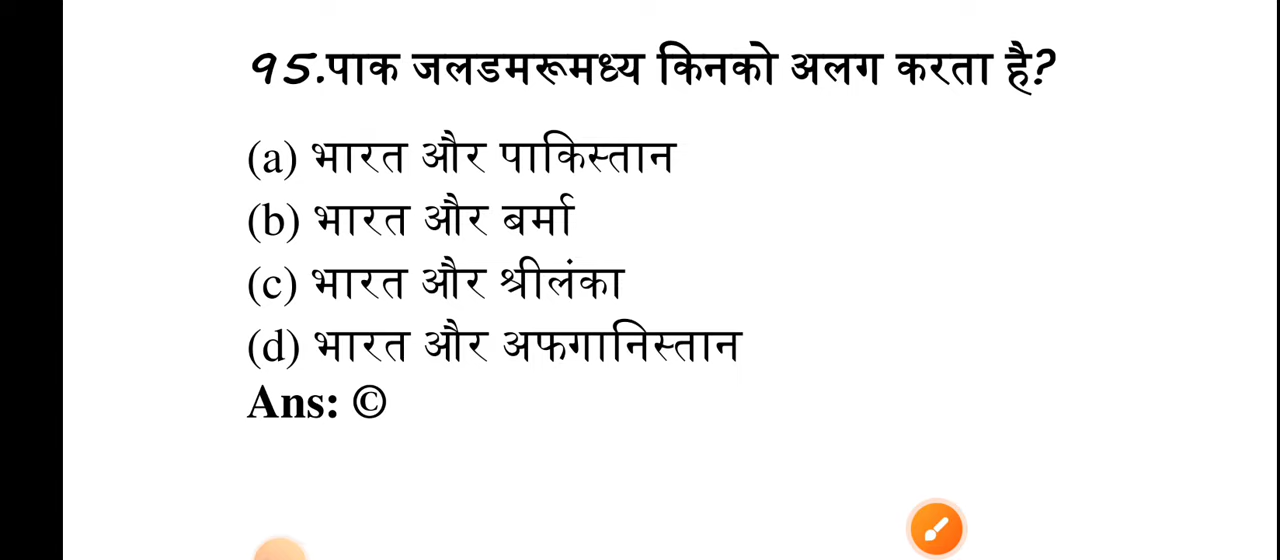 95.पाक जलडमरूमध्य किनको अलग करता है?
(a) भारत और पाकिस्तान
(b) भारत और बर्मा
(c) भारत और श्रीलंका
(d) भारत और अफगानिस्तान
Ans: ©